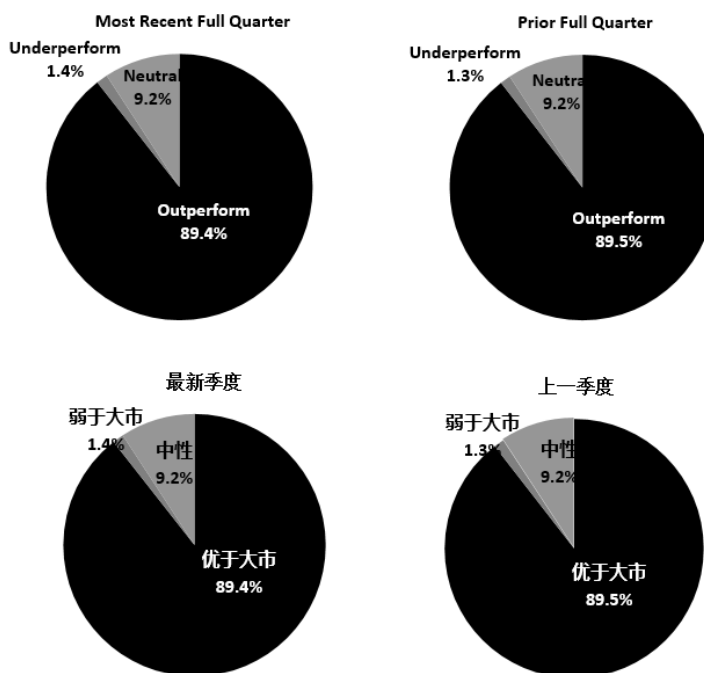 Most Recent Full Quarter
Underperform
1.4%
Neutral
9.2%
Outperform
89.4%
Prior Full Quarter
Underperform
1.3%
Neutra
9.2%
Outperform
89.5%
最新季度
弱于大市
1.4%
中性
9.2%
优于大市
89.4%
上一季度
弱于大市
1.3%
中性
9.2%
优于大市
89.5%